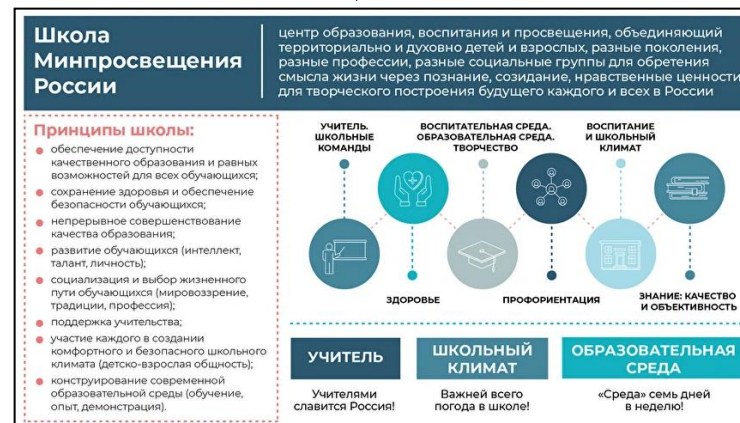 Школа
Минпросвещения
России
центр образования, воспитания и просвещения, объединяющий
территориально и духовно детей и взрослых, разные поколения,
разные профессии, разные социальные группы для обретения
смысла жизни через познание, созидание, нравственные ценности
для творческого построения будущего каждого и всех в России
Принципы школы:
обеспечение доступности
качественного образования и равных
возможностей для всех обучающихся;
сохранение здоровья и обеспечение
безопасности обучающихся;
непрерывное совершенствование
качества образования;
развитие обучающихся (интеллект,
талант, личность);
социализация и выбор жизненного
пути обучающихся (мировоззрение,
традиции, профессия);
поддержка учительства;
участие каждого в создании
комфортного и безопасного школьного
климата (детско-взрослая общность);
конструирование современной
образовательной среды (обучение,
опыт, демонстрация).
УЧИТЕЛЬ.
ШКОЛЬНЫЕ
КОМАНДЫ
ВОСПИТАТЕЛЬНАЯ СРЕДА.
ОБРАЗОВАТЕЛЬНАЯ СРЕДА.
ТВОРЧЕСТВО
ВОСПИТАНИЕ
И ШКОЛЬНЫЙ
КЛИМАТ
ЗДОРОВЬЕ
ПРОФОРИЕНТАЦИЯ
ЗНАНИЕ: КАЧЕСТВО
И ОБЪЕКТИВНОСТЬ
УЧИТЕЛЬ
Учителями
славится Россия!
ШКОЛЬНЫЙ
КЛИМАТ
Важней всего
погода в школе!
ОБРАЗОВАТЕЛЬНАЯ
СРЕДА
«Среда» семь дней
в неделю!